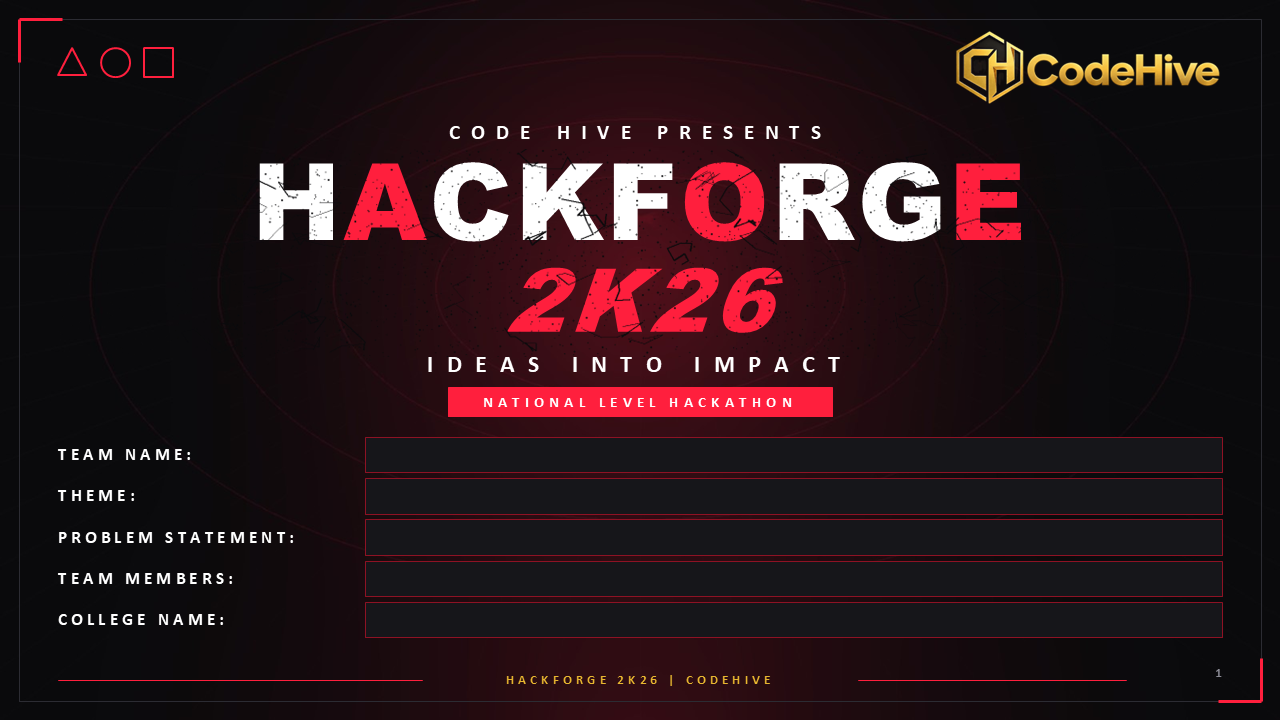 CH CodeHive
CODE HIVE PRESENTS
HACKFORGE
2K26
IDEAS INTO IMPACT
NATIONAL LEVEL HACKATHON
TEAM NAME:
THEME:
PROBLEM STATEMENT:
TEAM MEMBERS:
COLLEGE NAME:
HACKFORGE 2K26 | CODEHIVE
1